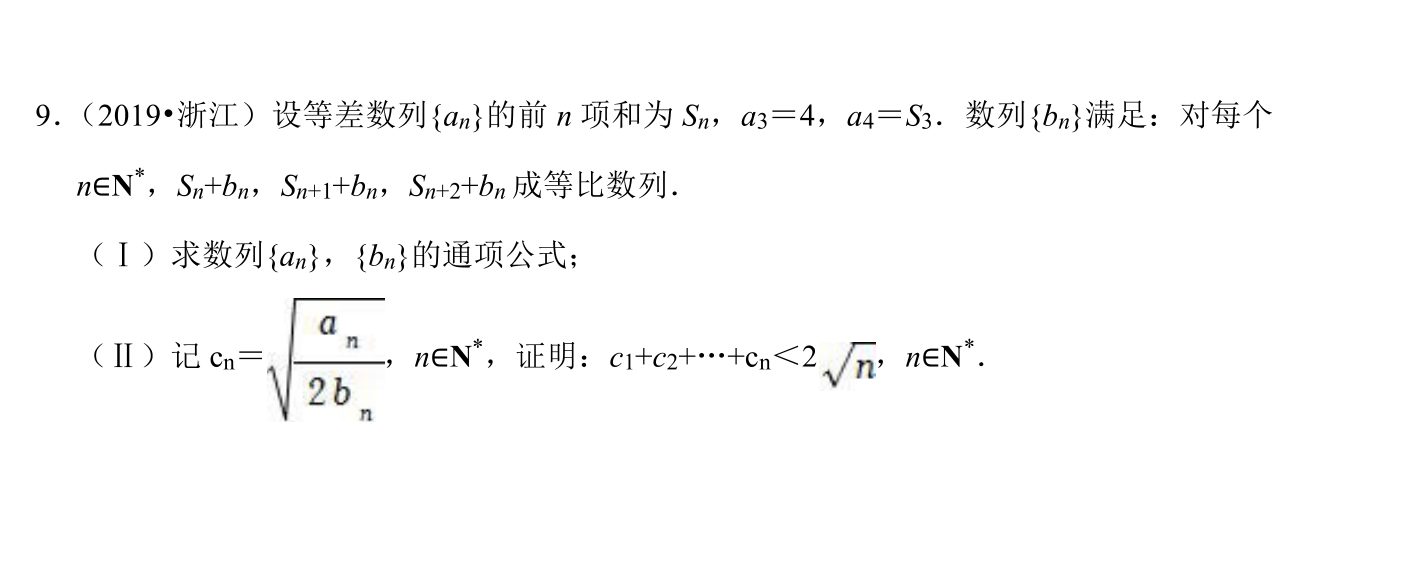 9.(2019•浙江)设等差数列{aₙ}的前 n 项和为 Sₙ,a₃=4,a₄=S₃.数列{bₙ}满足:对每个
n∈N*,Sₙ+bₙ,Sₙ₊₁+bₙ,Sₙ₊₂+bₙ 成等比数列.
(Ⅰ)求数列{aₙ},{bₙ}的通项公式;
(Ⅱ)记 cₙ=√(aₙ/2bₙ),n∈N*,证明:c₁+c₂+…+cₙ<2√n,n∈N*.